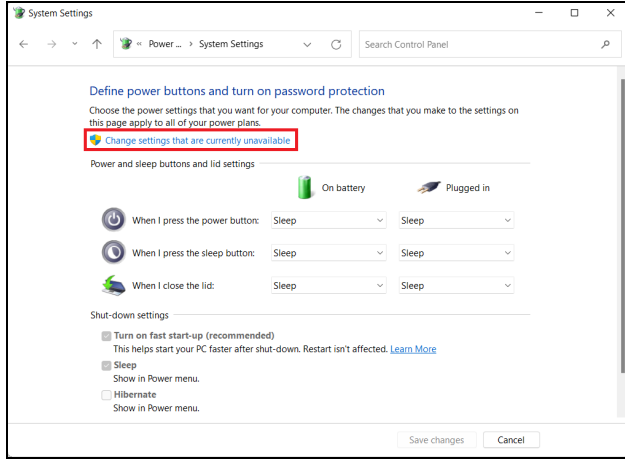 System Settings
« Power ... › System Settings
Search Control Panel
Define power buttons and turn on password protection
Choose the power settings that you want for your computer. The changes that you make to the settings on
this page apply to all of your power plans.
Change settings that are currently unavailable
Power and sleep buttons and lid settings
On battery Plugged in
When I press the power button: Sleep Sleep
When I press the sleep button: Sleep Sleep
When I close the lid: Sleep Sleep
Shut-down settings
Turn on fast start-up (recommended)
This helps start your PC faster after shut-down. Restart isn't affected. Learn More
Sleep
Show in Power menu.
Hibernate
Show in Power menu.
Save changes Cancel